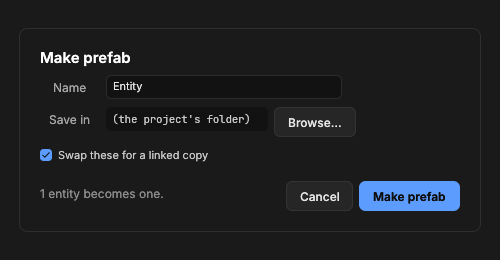 Make prefab
Name Entity
Save in (the project's folder) Browse...
Swap these for a linked copy
1 entity becomes one. Cancel Make prefab